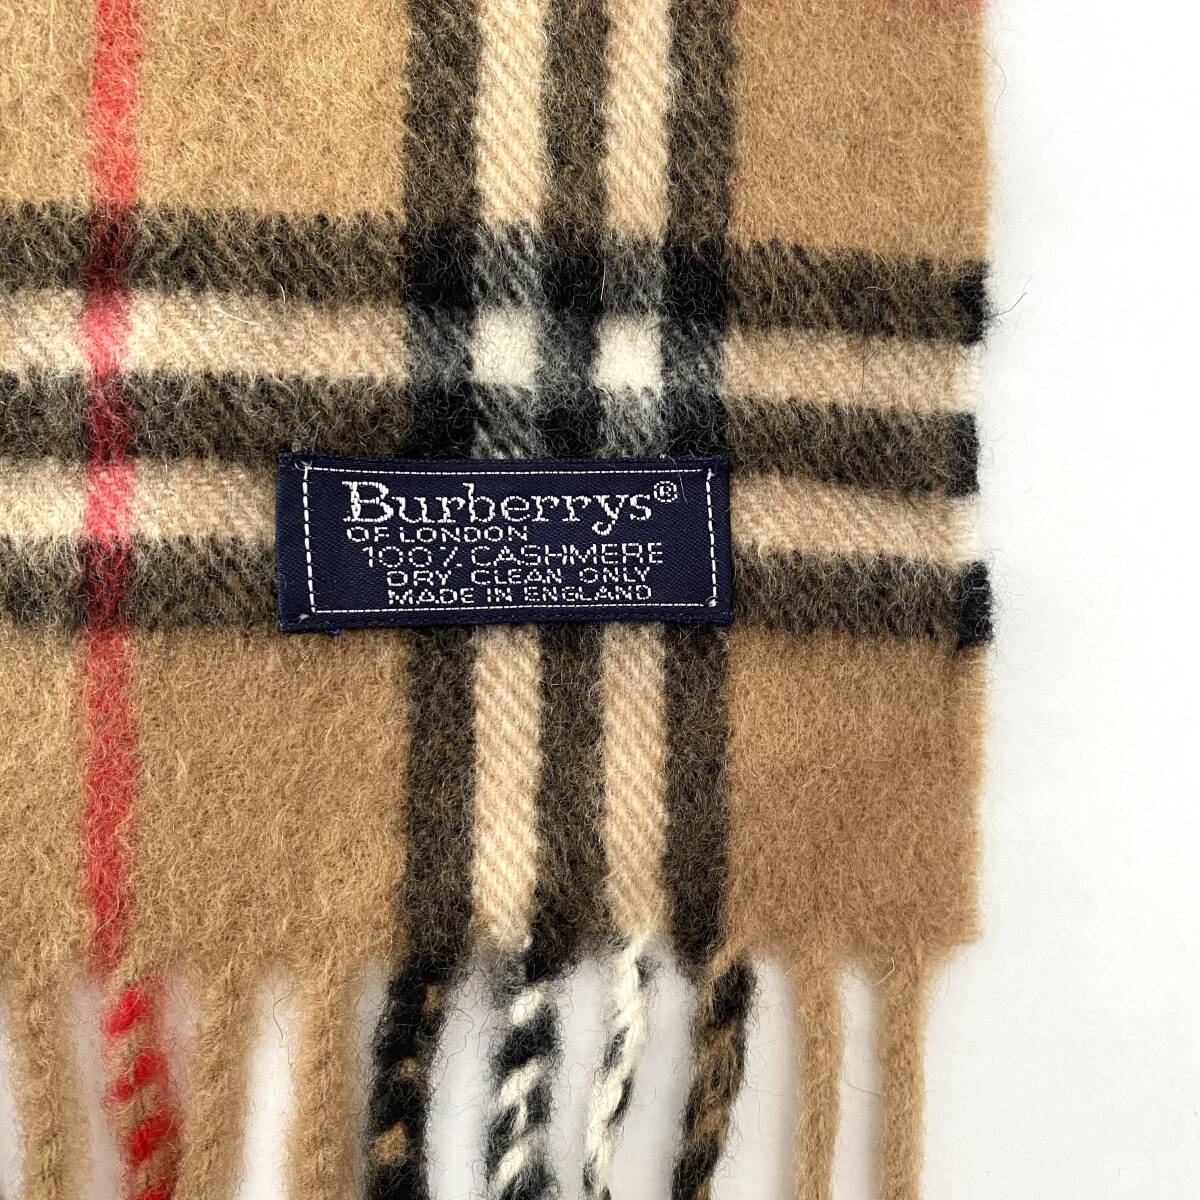 Burberrys®
OF LONDON
100% CASHMERE
DRY CLEAN ONLY
MADE IN ENGLAND